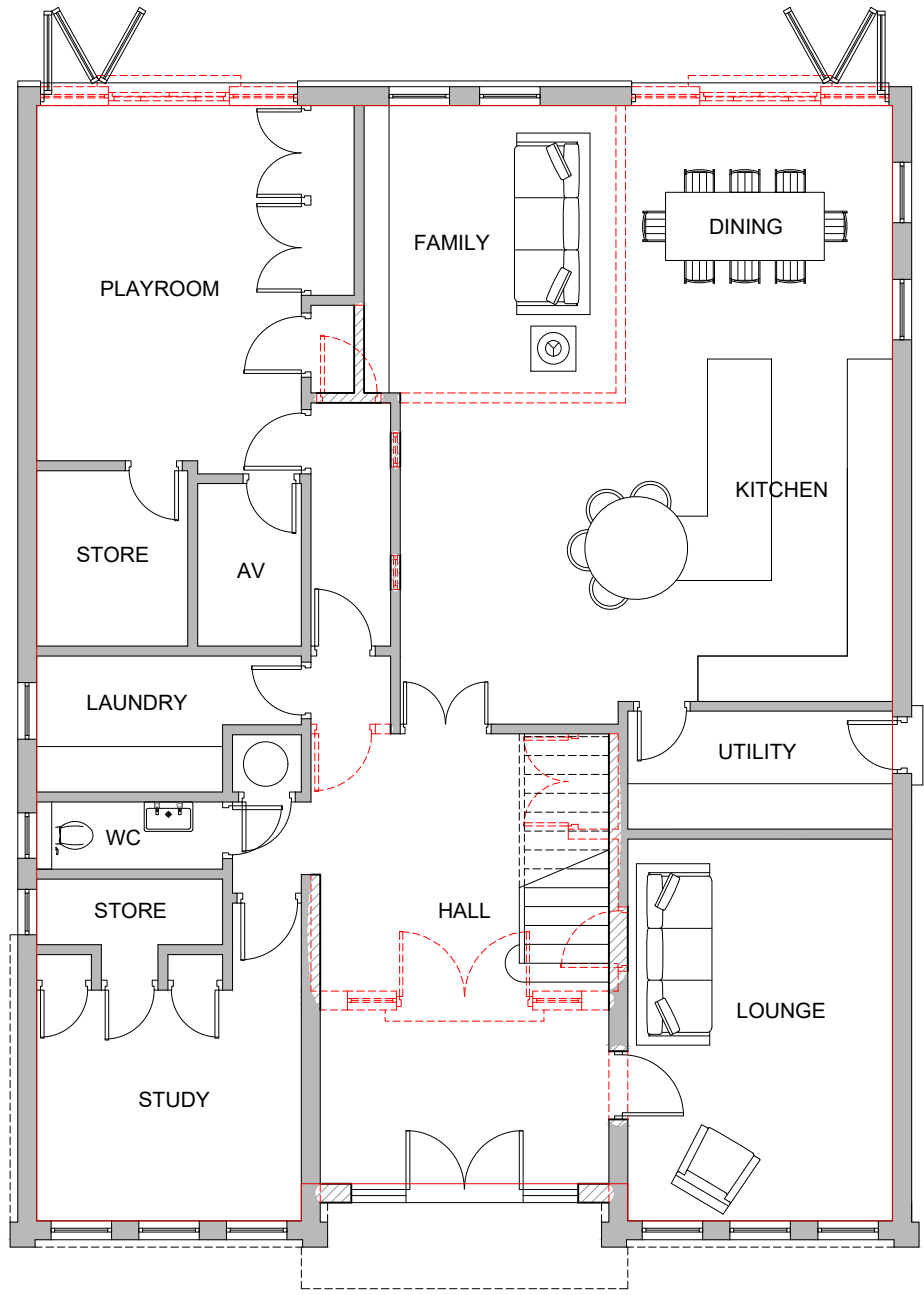 DINING
FAMILY
PLAYROOM
KITCHEN
STORE
AV
LAUNDRY
UTILITY
WC
STORE
HALL
LOUNGE
STUDY